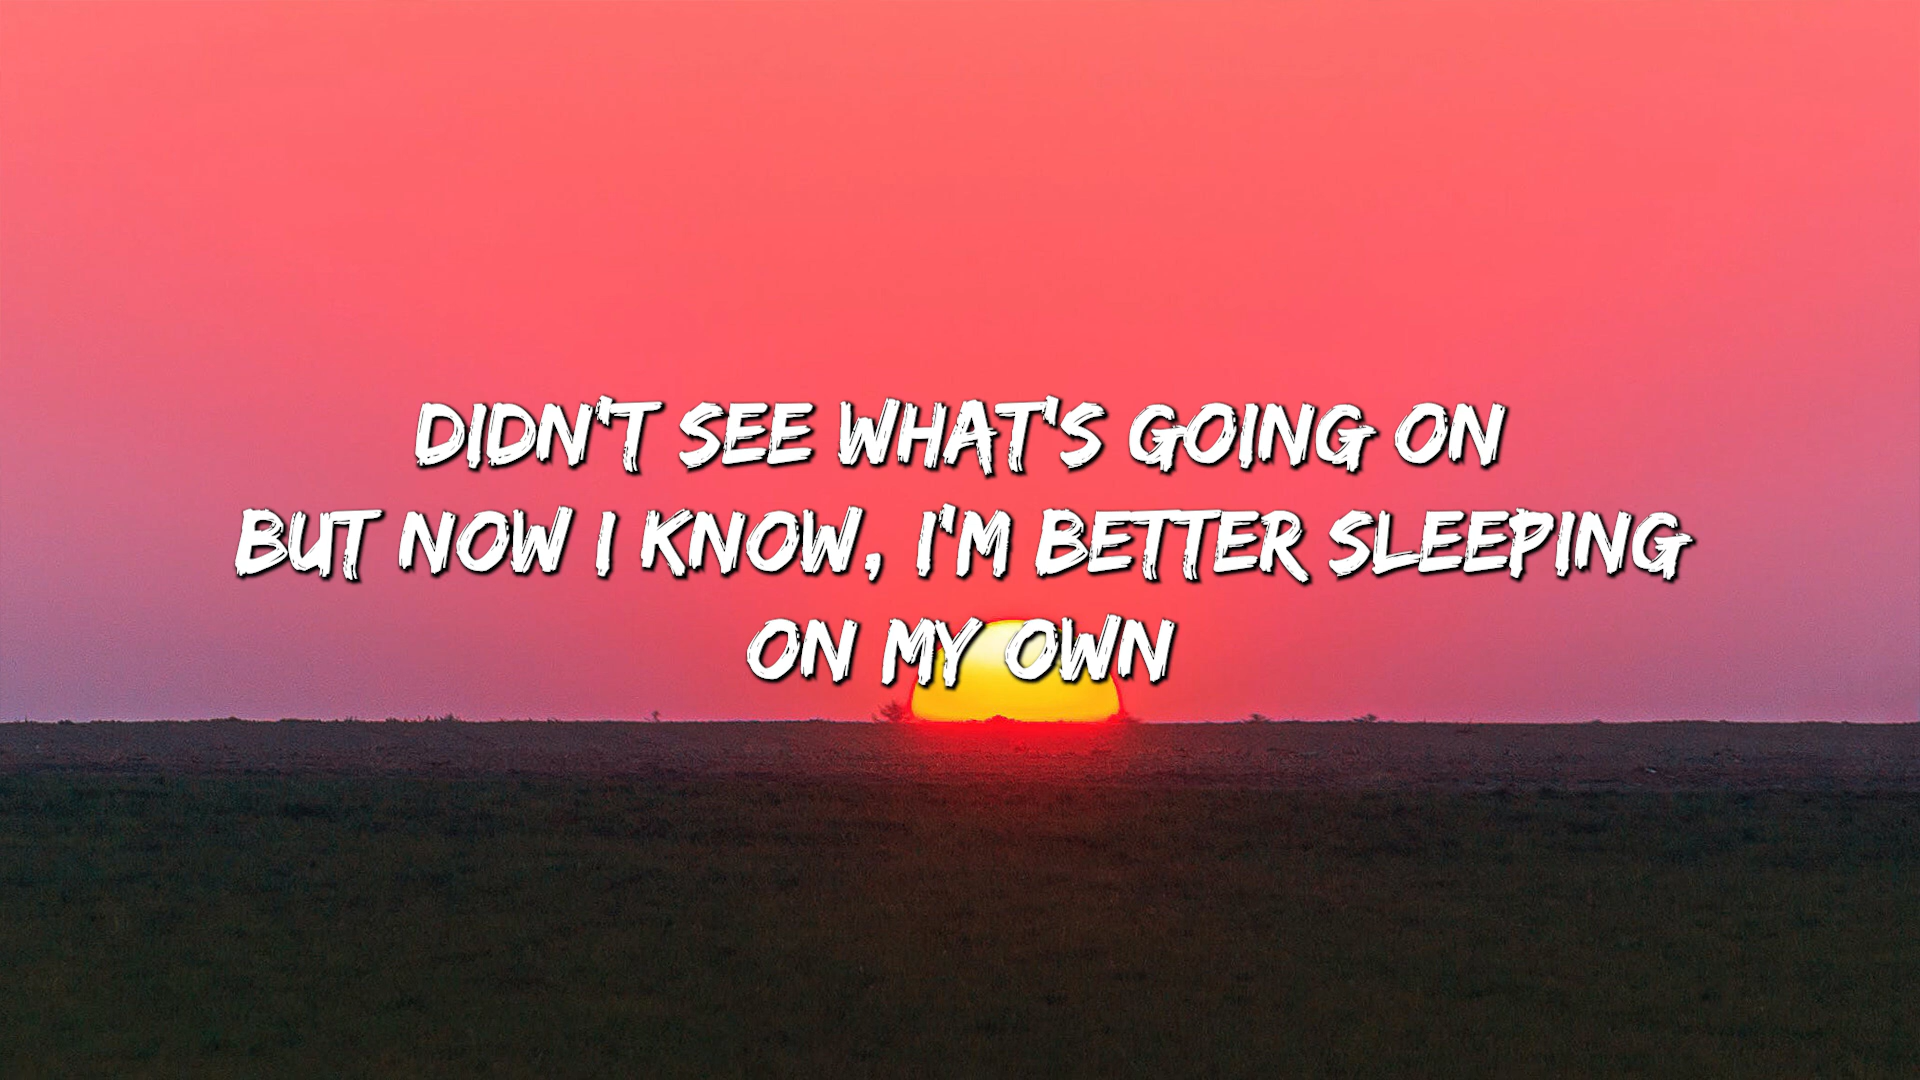 DIDN'T SEE WHAT'S GOING ON
BUT NOW I KNOW, I'M BETTER SLEEPING
ON MY OWN